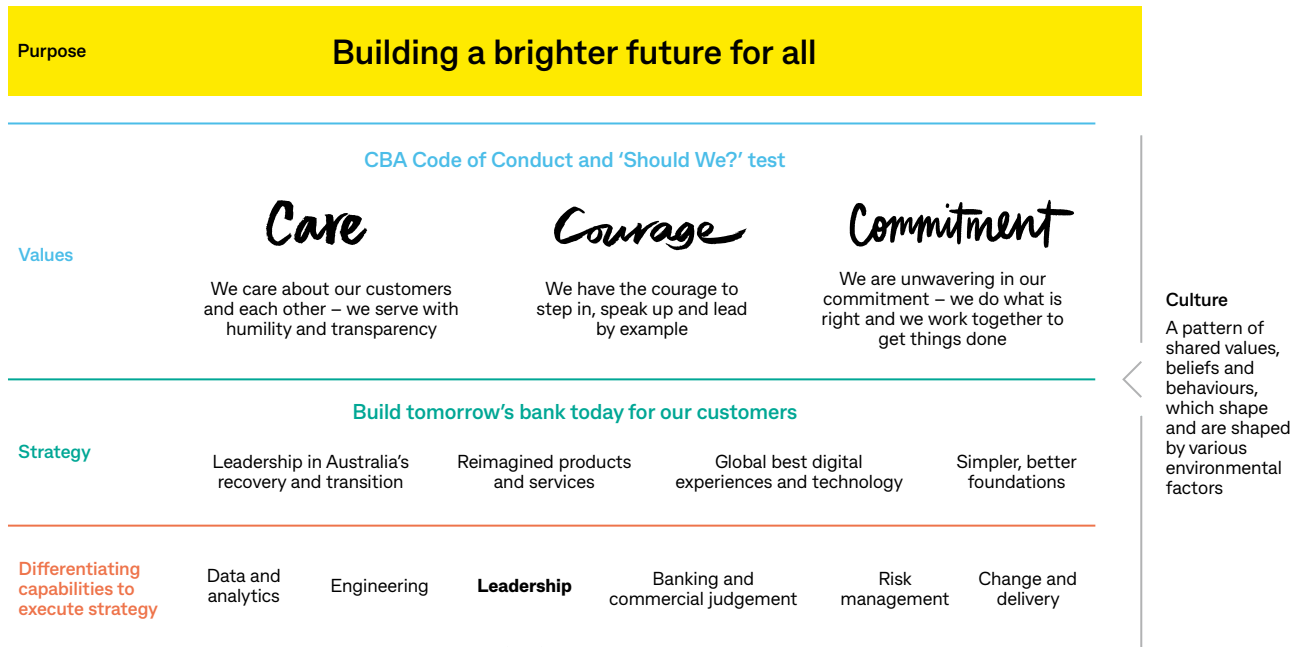 Purpose
Building a brighter future for all
CBA Code of Conduct and ‘Should We?’ test
Values
Care
We care about our customers
and each other – we serve with
humility and transparency
Courage
We have the courage to
step in, speak up and lead
by example
Commitment
We are unwavering in our
commitment – we do what is
right and we work together to
get things done
Build tomorrow’s bank today for our customers
Strategy
Leadership in Australia’s
recovery and transition
Reimagined products
and services
Global best digital
experiences and technology
Simpler, better
foundations
Differentiating
capabilities to
execute strategy
Data and
analytics
Engineering
Leadership
Banking and
commercial judgement
Risk
management
Change and
delivery
Culture
A pattern of
shared values,
beliefs and
behaviours,
which shape
and are shaped
by various
environmental
factors